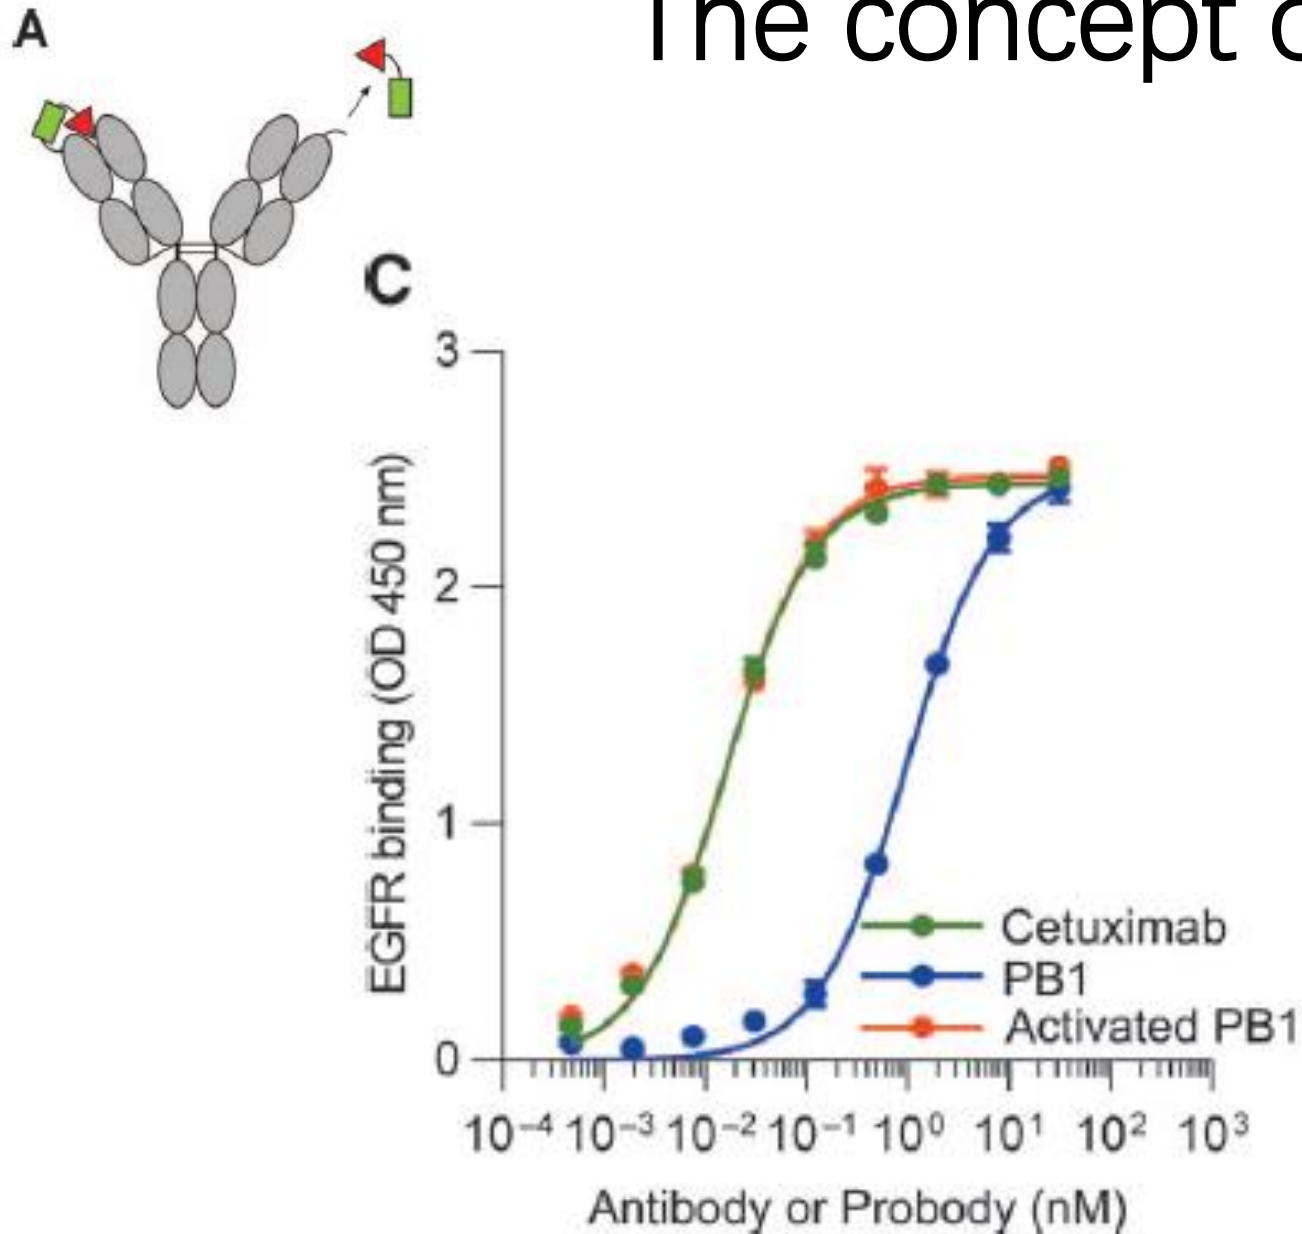 A
The concept
C
3
2
1
0
EGFR binding (OD 450 nm)
Cetuximab
PB1
Activated PB1
10⁻⁴ 10⁻³ 10⁻² 10⁻¹ 10⁰ 10¹ 10² 10³
Antibody or Probody (nM)